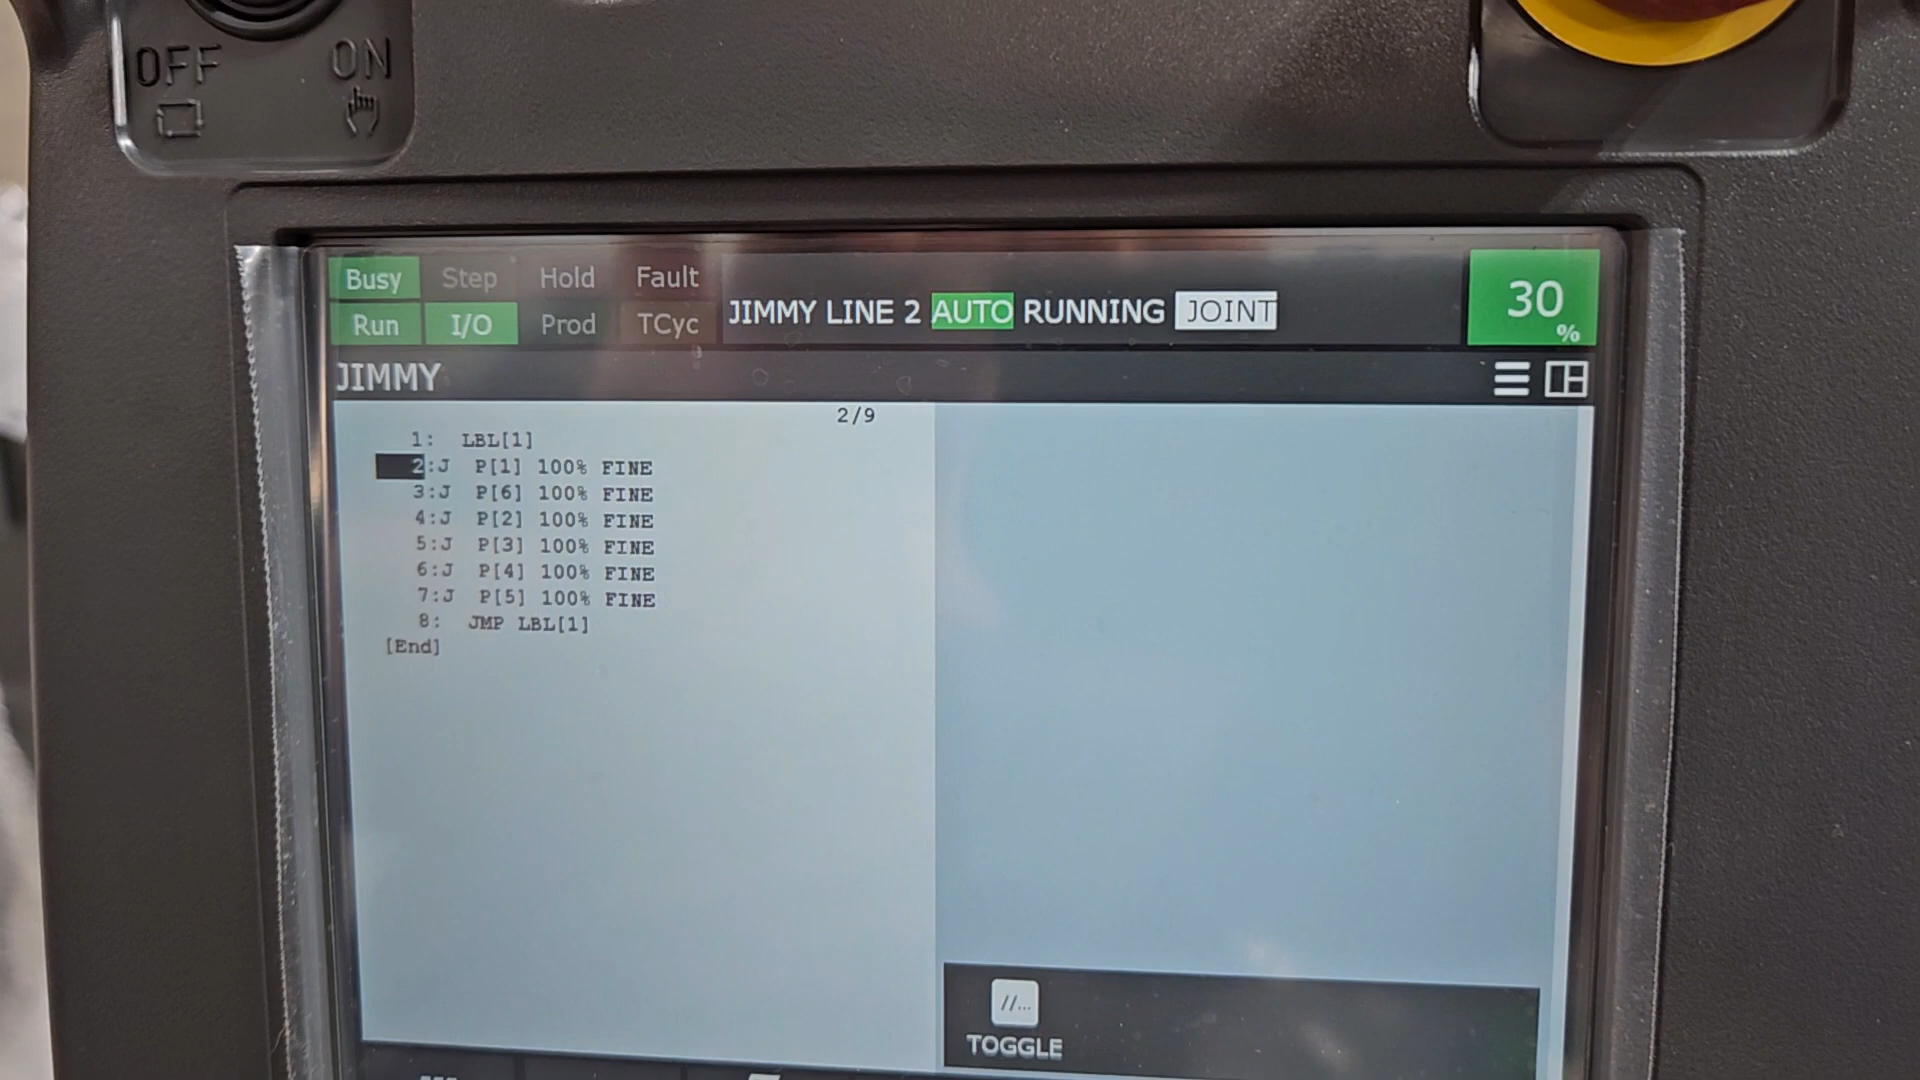 OFF ON
Busy Step Hold Fault
Run I/O Prod TCyc
JIMMY LINE 2 AUTO RUNNING JOINT
30
%
JIMMY
2/9
1: LBL[1]
2:J P[1] 100% FINE
3:J P[6] 100% FINE
4:J P[2] 100% FINE
5:J P[3] 100% FINE
6:J P[4] 100% FINE
7:J P[5] 100% FINE
8: JMP LBL[1]
[End]
//...
TOGGLE